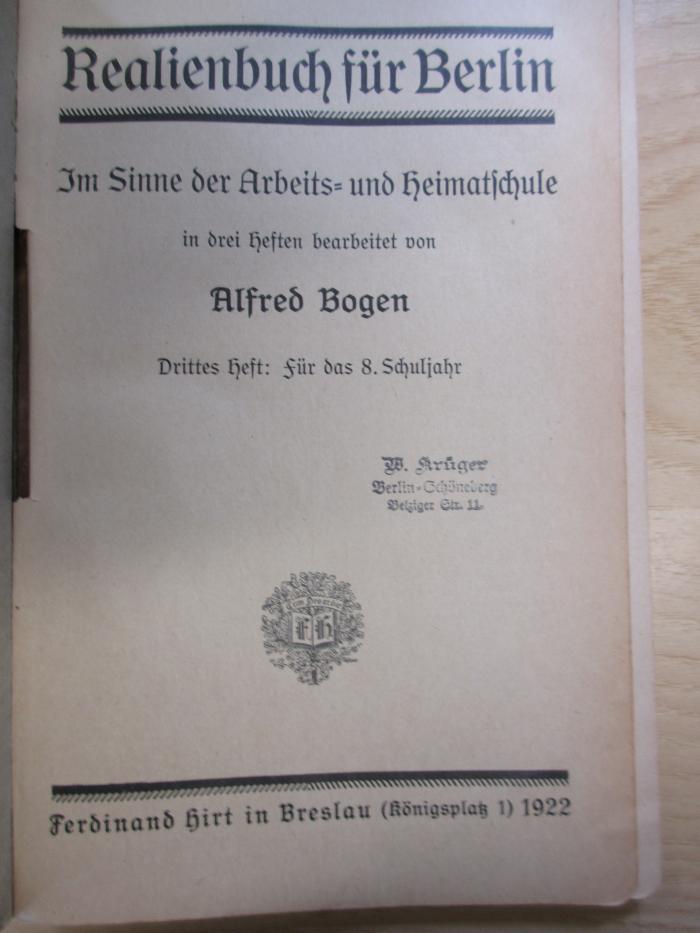 Realienbuch für Berlin
Im Sinne der Arbeits- und Heimatschule
in drei Heften bearbeitet von
Alfred Bogen
Drittes Heft: Für das 8. Schuljahr
W. Krüger
Berlin-Schöneberg
Belziger Str. 11.
F H
Ferdinand Hirt in Breslau (Königsplatz 1) 1922